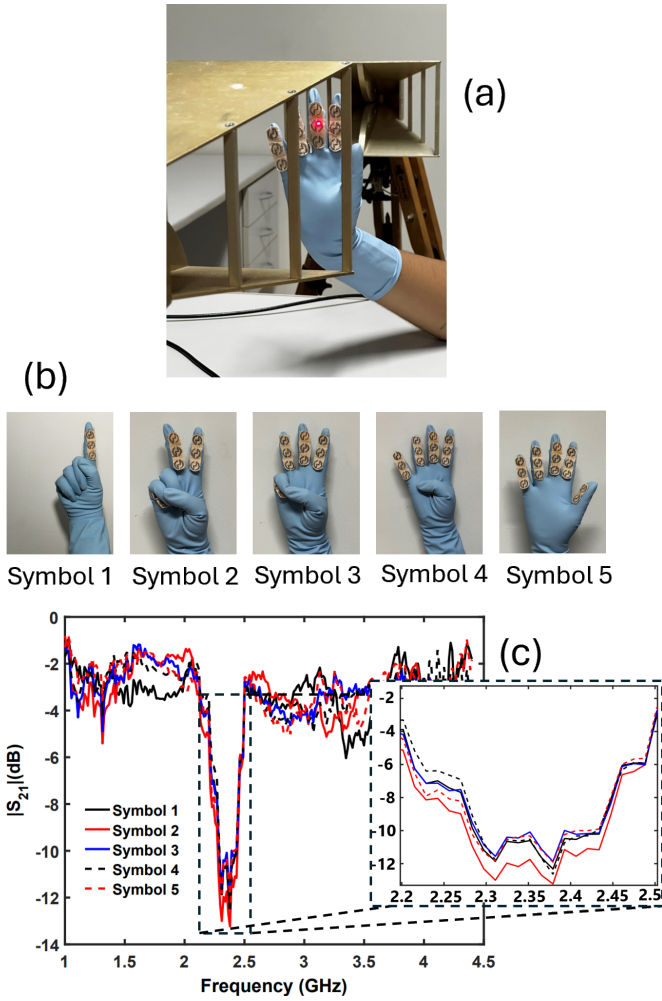 (a)
(b)
Symbol 1 Symbol 2 Symbol 3 Symbol 4 Symbol 5
(c)
0
-2
-4
-6
-8
-10
-12
-14
|S21|(dB)
Symbol 1
Symbol 2
Symbol 3
Symbol 4
Symbol 5
-2
-4
-6
-8
-10
-12
2.2 2.25 2.3 2.35 2.4 2.45 2.5
1 1.5 2 2.5 3 3.5 4 4.5
Frequency (GHz)